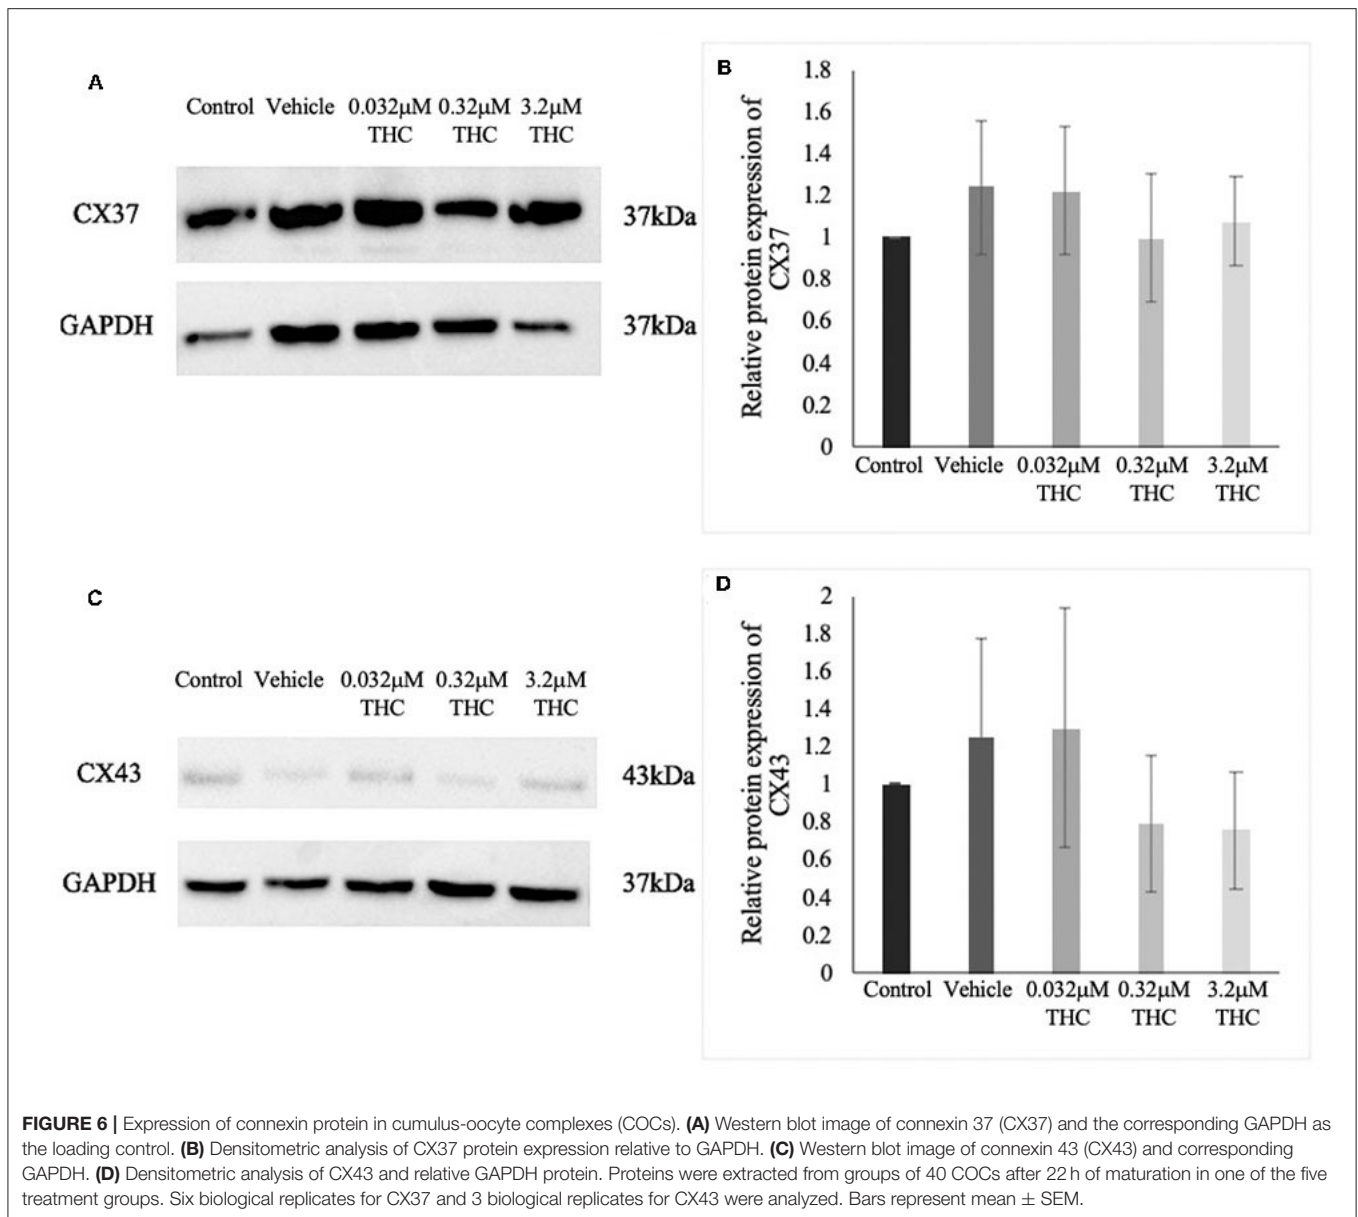 A
Control Vehicle 0.032µM 0.32µM 3.2µM
THC THC THC
CX37
37kDa
GAPDH
37kDa
B
Relative protein expression of
CX37
1.8
1.6
1.4
1.2
1
0.8
0.6
0.4
0.2
0
Control Vehicle 0.032µM 0.32µM 3.2µM
THC THC THC
C
Control Vehicle 0.032µM 0.32µM 3.2µM
THC THC THC
CX43
43kDa
GAPDH
37kDa
D
Relative protein expression of
CX43
2
1.8
1.6
1.4
1.2
1
0.8
0.6
0.4
0.2
0
Control Vehicle 0.032µM 0.32µM 3.2µM
THC THC THC
FIGURE 6 | Expression of connexin protein in cumulus-oocyte complexes (COCs). (A) Western blot image of connexin 37 (CX37) and the corresponding GAPDH as
the loading control. (B) Densitometric analysis of CX37 protein expression relative to GAPDH. (C) Western blot image of connexin 43 (CX43) and corresponding
GAPDH. (D) Densitometric analysis of CX43 and relative GAPDH protein. Proteins were extracted from groups of 40 COCs after 22 h of maturation in one of the five
treatment groups. Six biological replicates for CX37 and 3 biological replicates for CX43 were analyzed. Bars represent mean ± SEM.